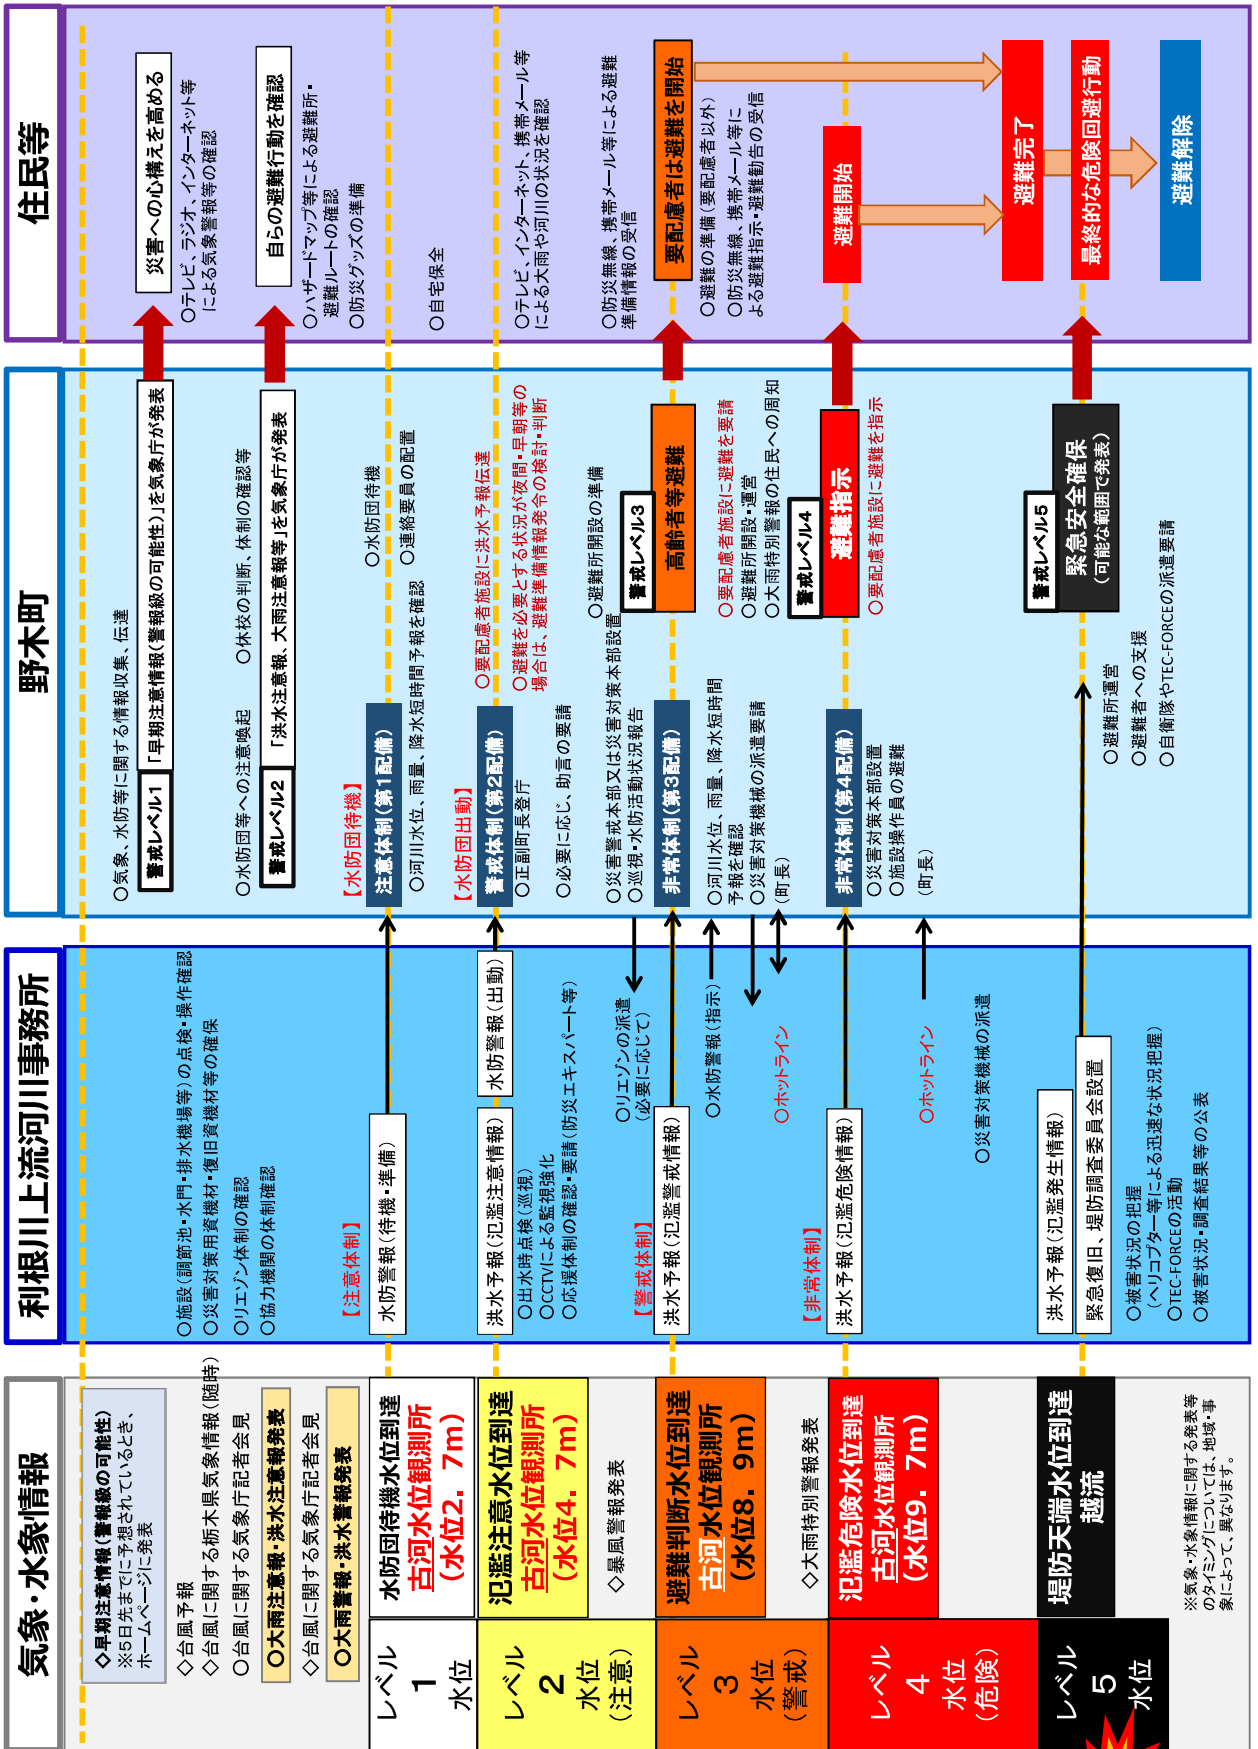 気象・水象情報
◇早期注意情報(警報級の可能性)
※5日先までに予想されているとき、
ホームページに発表
◇台風予報
◇台風に関する栃木県気象情報(随時)
○台風に関する気象庁記者会見
○大雨注意報・洪水注意報発表
◇台風に関する気象庁記者会見
○大雨警報・洪水警報発表
レベル
1
水位
水防団待機水位到達
古河水位観測所
(水位2.7m)
レベル
2
水位
(注意)
氾濫注意水位到達
古河水位観測所
(水位4.7m)
◇暴風警報発表
レベル
3
水位
(警戒)
避難判断水位到達
古河水位観測所
(水位8.9m)
◇大雨特別警報発表
レベル
4
水位
(危険)
氾濫危険水位到達
古河水位観測所
(水位9.7m)
レベル
5
水位
堤防天端水位到達
越流
※気象・水象情報に関する発表等
のタイミングについては、地域・事
象によって、異なります。
利根川上流河川事務所
○施設(調節池・水門・排水機場等)の点検・操作確認
○災害対策用資機材・復旧資機材等の確保
○リエゾン体制の確認
○協力機関の体制確認
【注意体制】
水防警報(待機・準備)
洪水予報(氾濫注意情報)
水防警報(出動)
○出水時点検(巡視)
○CCTVによる監視強化
○応援体制の確認・要請(防災エキスパート等)
○リエゾンの派遣
(必要に応じて)
【警戒体制】
洪水予報(氾濫警戒情報)
○水防警報(指示)
○ホットライン
【非常体制】
洪水予報(氾濫危険情報)
○ホットライン
○災害対策機械の派遣
洪水予報(氾濫発生情報)
緊急復旧、堤防調査委員会設置
○被害状況の把握
(ヘリコプター等による迅速な状況把握)
○TEC-FORCEの活動
○被害状況・調査結果等の公表
野木町
○気象、水防等に関する情報収集、伝達
警戒レベル1
「早期注意情報(警報級の可能性)」を気象庁が発表
○水防団等への注意喚起
○休校の判断、体制の確認等
警戒レベル2
「洪水注意報、大雨注意報等」を気象庁が発表
【水防団待機】
注意体制(第1配備)
○水防団待機
○連絡要員の配置
○河川水位、雨量、降水短時間予報を確認
【水防団出動】
警戒体制(第2配備)
○正副町長登庁
○要配慮者施設に洪水予報伝達
○避難を必要とする状況が夜間・早朝等の
場合は、避難準備情報発令の検討・判断
○必要に応じ、助言の要請
○避難所開設の準備
○災害警戒本部又は災害対策本部設置
○巡視・水防活動状況報告
警戒レベル3
高齢者等避難
非常体制(第3配備)
○河川水位、雨量、降水短時間
予報を確認
○災害対策機械の派遣要請
(町長)
○要配慮者施設に避難を要請
○避難所開設・運営
○大雨特別警報の住民への周知
警戒レベル4
避難指示
非常体制(第4配備)
○災害対策本部設置
○施設操作員の避難
○要配慮者施設に避難を指示
(町長)
警戒レベル5
緊急安全確保
(可能な範囲で発表)
○避難所運営
○避難者への支援
○自衛隊やTEC-FORCEの派遣要請
住民等
災害への心構えを高める
○テレビ、ラジオ、インターネット等
による気象警報等の確認
自らの避難行動を確認
○ハザードマップ等による避難所・
避難ルートの確認
○防災グッズの準備
○自宅保全
○テレビ、インターネット、携帯メール等
による大雨や河川の状況を確認
○防災無線、携帯メール等による避難
準備情報の受信
要配慮者は避難を開始
○避難の準備(要配慮者以外)
○防災無線、携帯メール等に
よる避難指示・避難勧告の受信
避難開始
避難完了
最終的な危険回避行動
避難解除